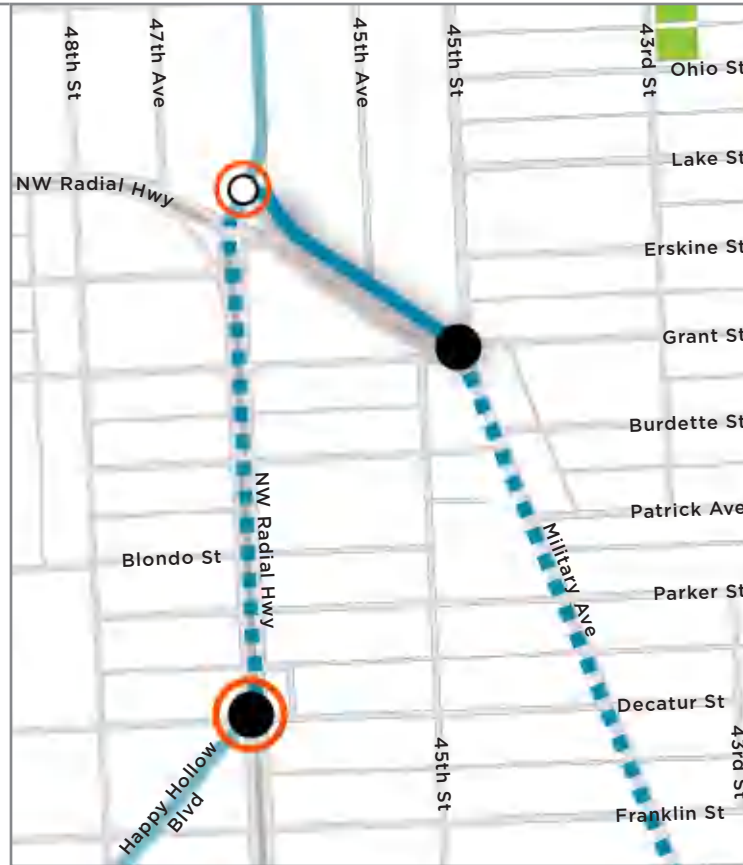 48th St
47th Ave
45th Ave
45th St
43rd St
Ohio St
Lake St
NW Radial Hwy
Erskine St
Grant St
Burdette St
NW Radial Hwy
Patrick Ave
Military Ave
Blondo St
Parker St
Decatur St
45th St
43rd St
Happy Hollow
Blvd
Franklin St